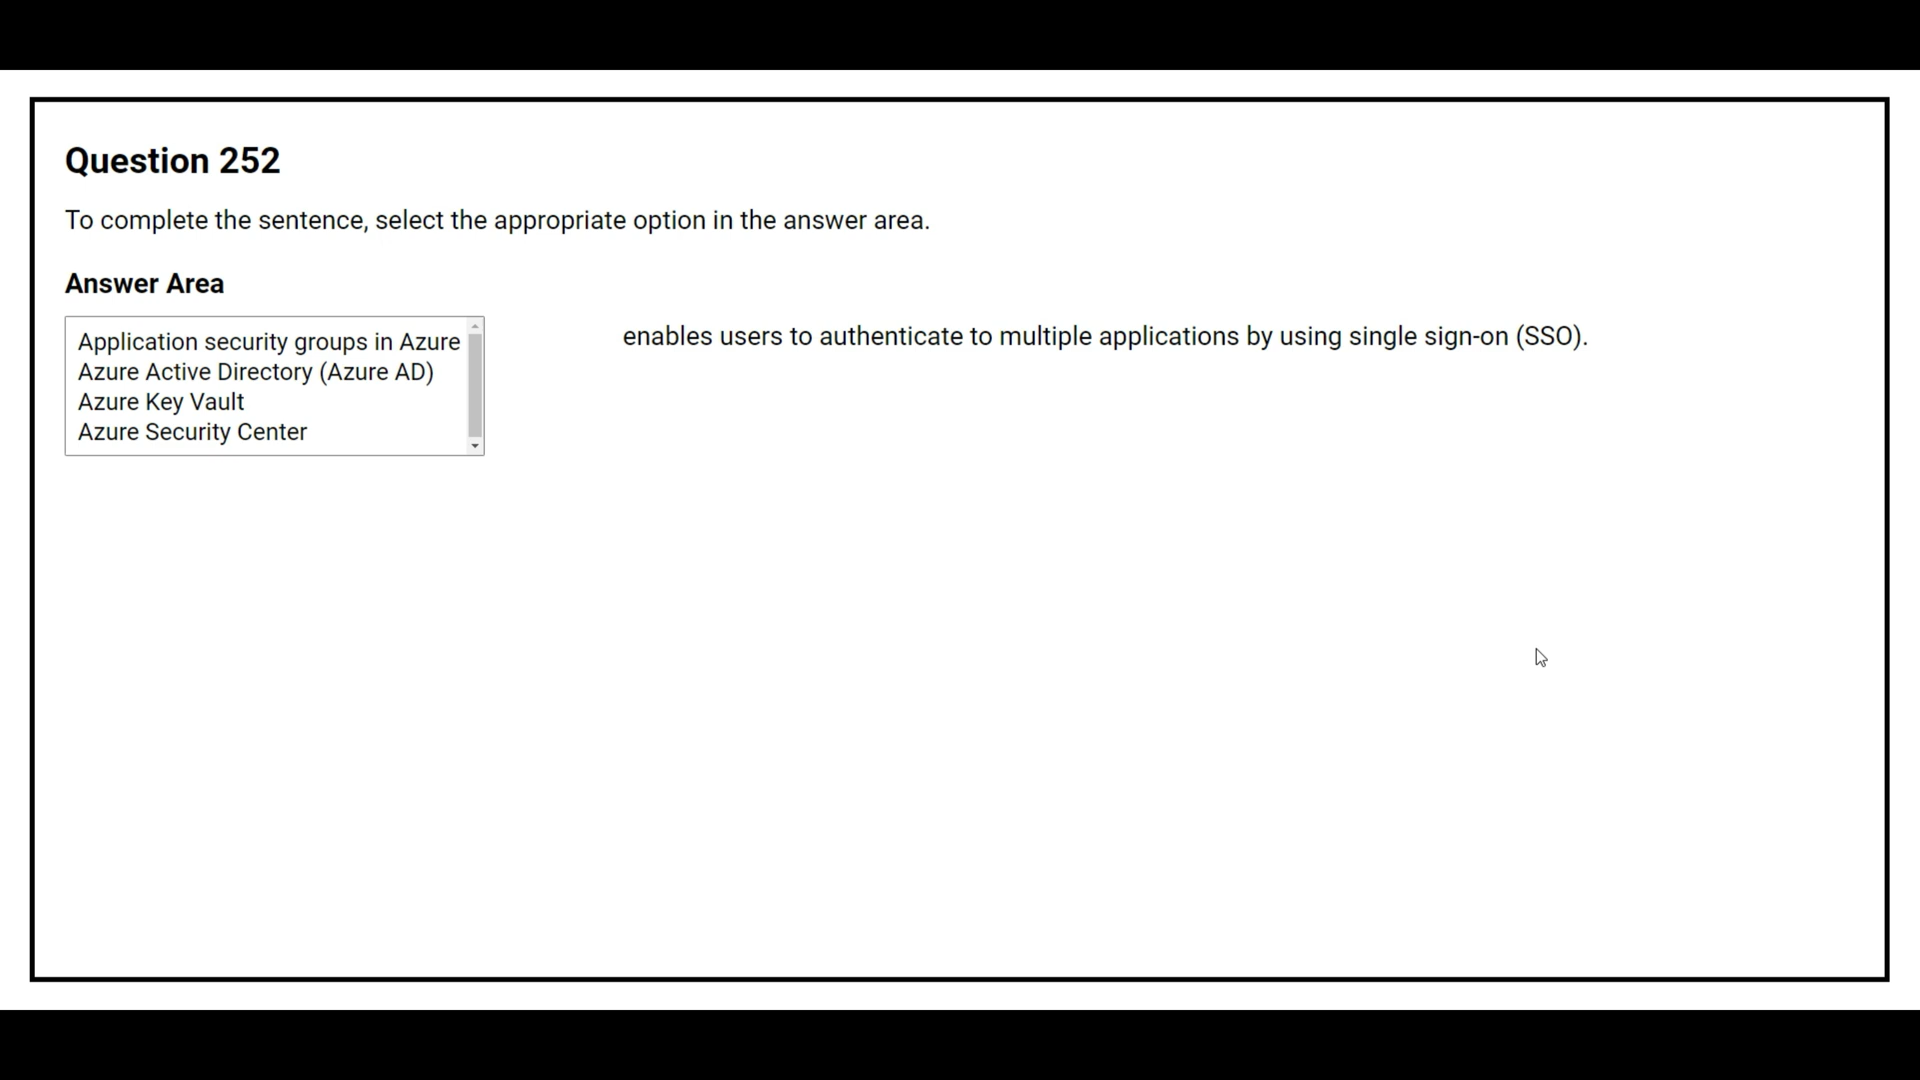 Question 252
To complete the sentence, select the appropriate option in the answer area.
Answer Area
Application security groups in Azure
Azure Active Directory (Azure AD)
Azure Key Vault
Azure Security Center
enables users to authenticate to multiple applications by using single sign-on (SSO).